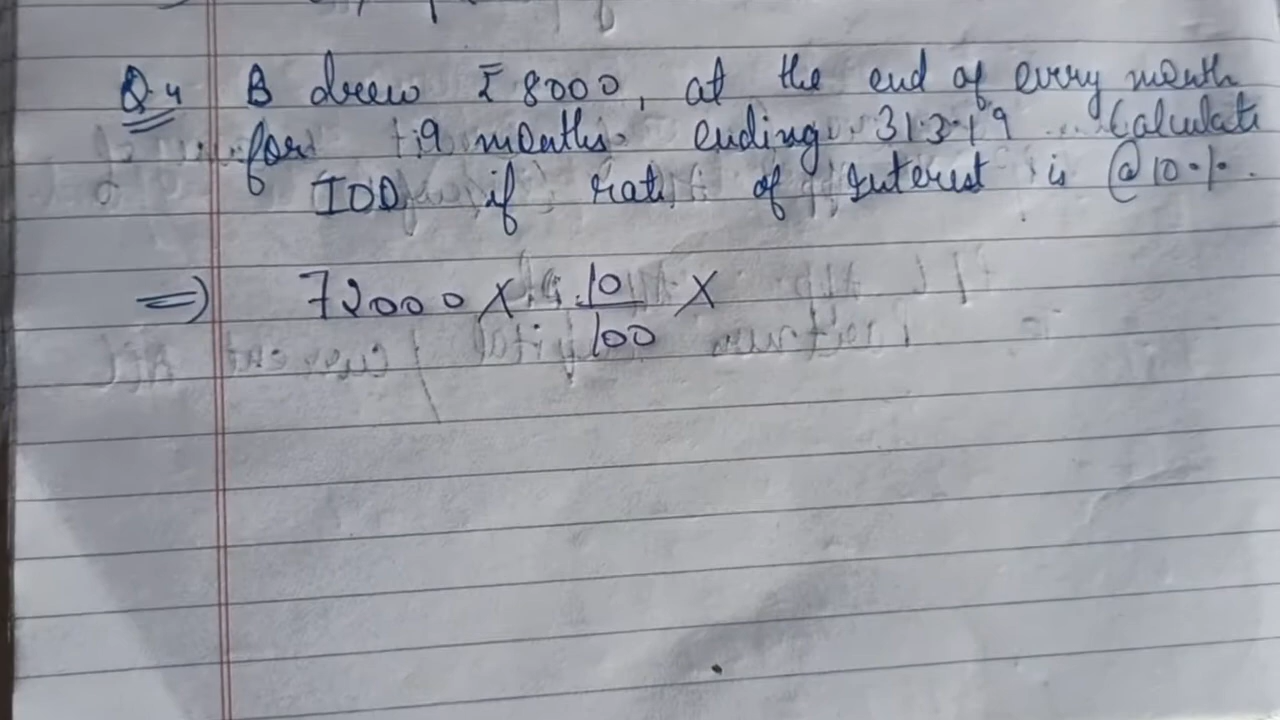 Q.4 B drew ₹ 8000, at the end of every month
for 9 months ending 31.3.19 Calculate
IOD if rate of Interest is @ 10%.
=) 72000 × 10/100 ×